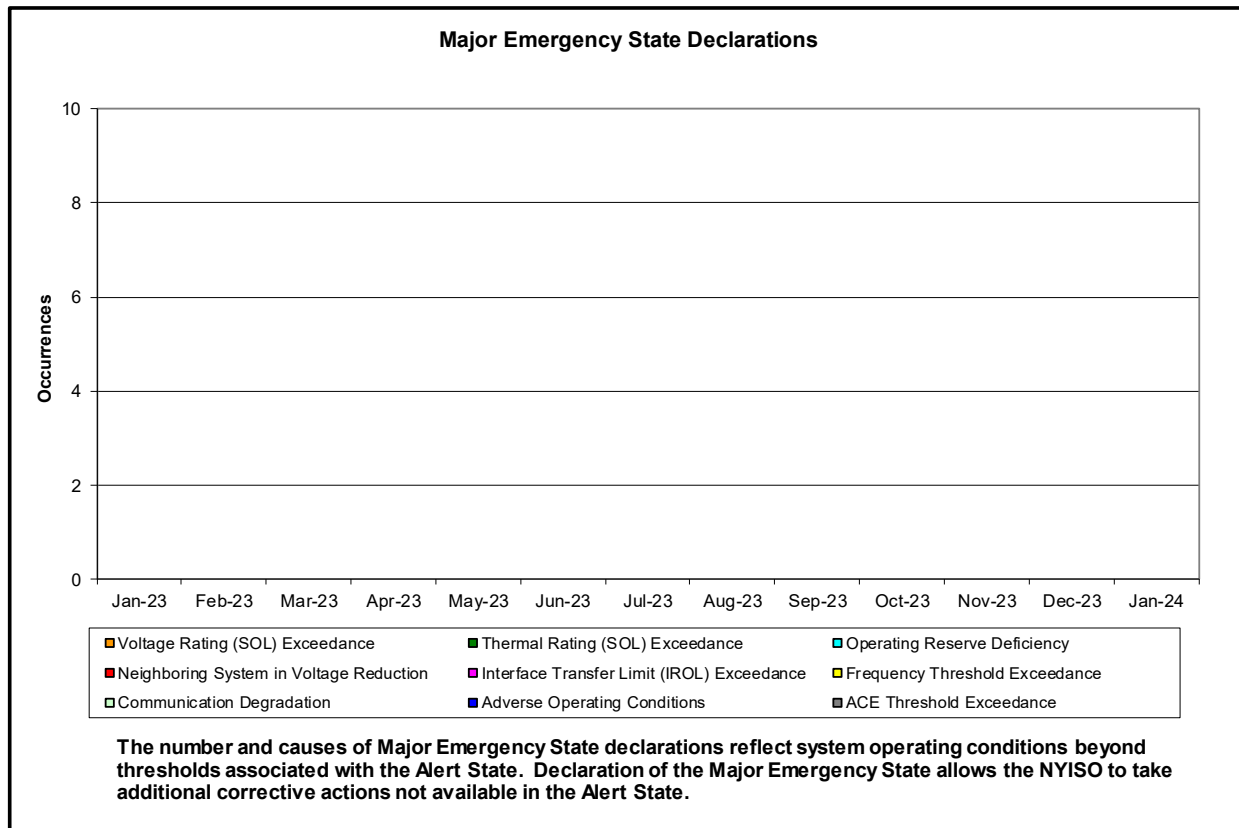 Major Emergency State Declarations
10
8
6
4
2
0
Occurrences
Jan-23 Feb-23 Mar-23 Apr-23 May-23 Jun-23 Jul-23 Aug-23 Sep-23 Oct-23 Nov-23 Dec-23 Jan-24
Voltage Rating (SOL) Exceedance Thermal Rating (SOL) Exceedance Operating Reserve Deficiency
Neighboring System in Voltage Reduction Interface Transfer Limit (IROL) Exceedance Frequency Threshold Exceedance
Communication Degradation Adverse Operating Conditions ACE Threshold Exceedance
The number and causes of Major Emergency State declarations reflect system operating conditions beyond
thresholds associated with the Alert State.  Declaration of the Major Emergency State allows the NYISO to take
additional corrective actions not available in the Alert State.